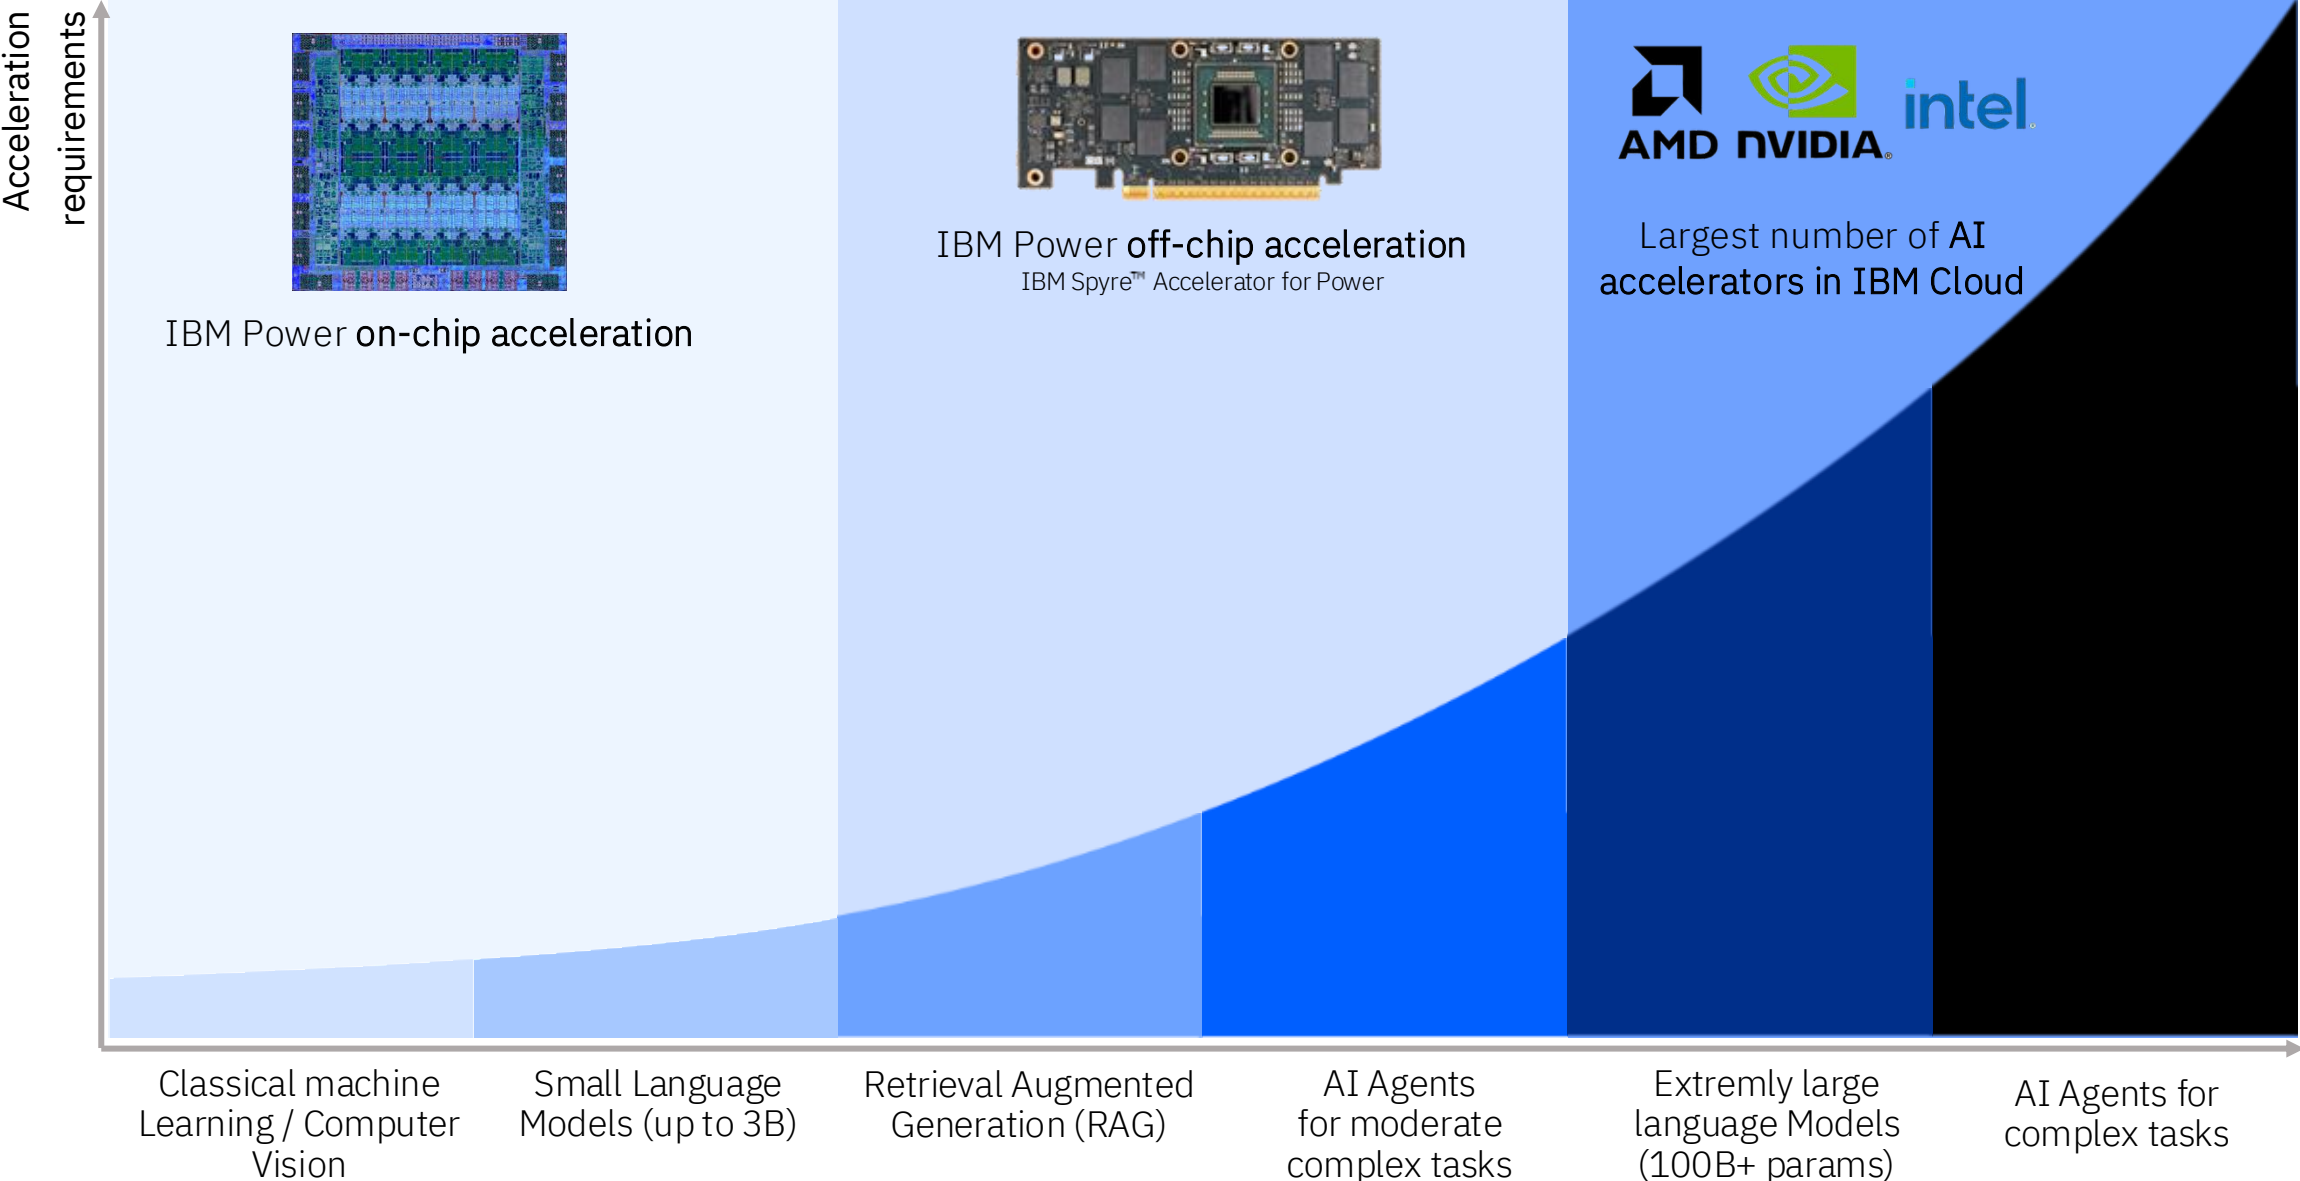 Acceleration
requirements
IBM Power on-chip acceleration
IBM Power off-chip acceleration
IBM Spyre™ Accelerator for Power
AMD NVIDIA® intel.
Largest number of AI
accelerators in IBM Cloud
Classical machine
Learning / Computer
Vision
Small Language
Models (up to 3B)
Retrieval Augmented
Generation (RAG)
AI Agents
for moderate
complex tasks
Extremly large
language Models
(100B+ params)
AI Agents for
complex tasks